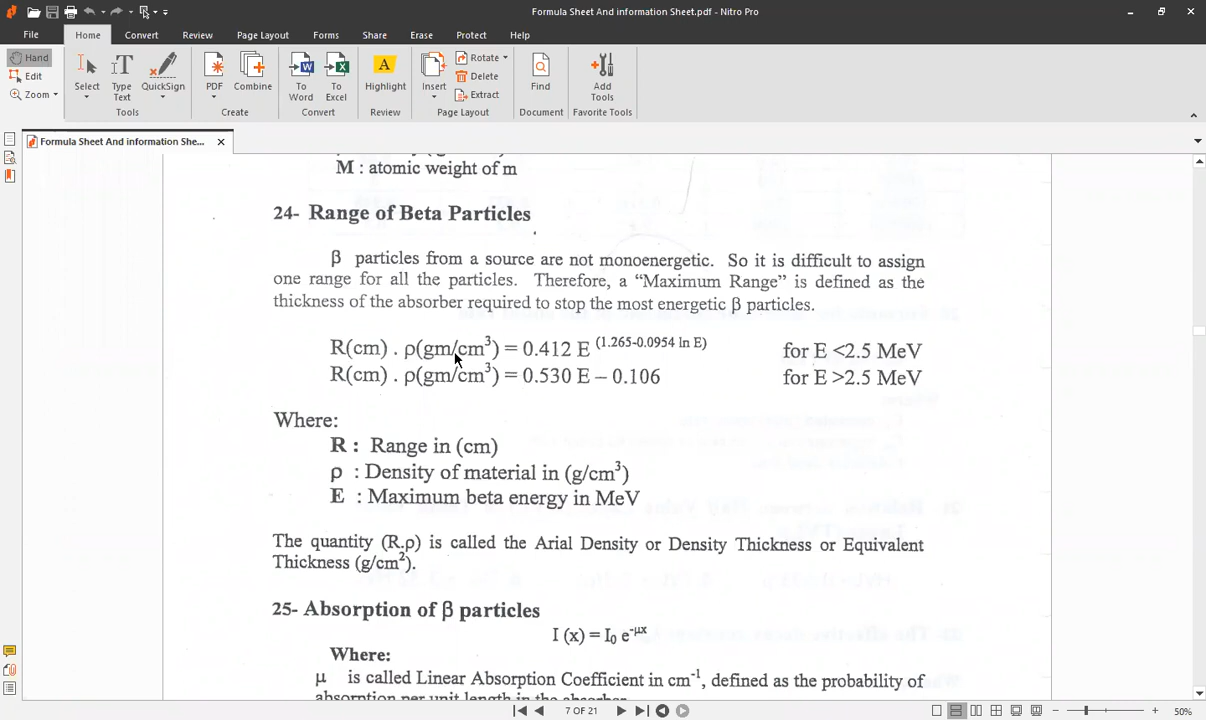 Formula Sheet And information Sheet.pdf - Nitro Pro
File Home Convert Review Page Layout Forms Share Erase Protect Help
Hand
Edit
Zoom
Select
Type Text
QuickSign
Tools
PDF
Combine
Create
To Word
To Excel
Convert
A
Highlight
Review
Insert
Rotate
Delete
Extract
Page Layout
Find
Document
Add Tools
Favorite Tools
Formula Sheet And information She...
M : atomic weight of m
24- Range of Beta Particles
β particles from a source are not monoenergetic. So it is difficult to assign
one range for all the particles. Therefore, a “Maximum Range” is defined as the
thickness of the absorber required to stop the most energetic β particles.
R(cm) . ρ(gm/cm³) = 0.412 E (1.265-0.0954 ln E) for E <2.5 MeV
R(cm) . ρ(gm/cm³) = 0.530 E – 0.106 for E >2.5 MeV
Where:
R : Range in (cm)
ρ : Density of material in (g/cm³)
E : Maximum beta energy in MeV
The quantity (R.ρ) is called the Arial Density or Density Thickness or Equivalent
Thickness (g/cm²).
25- Absorption of β particles
I (x) = I₀ e⁻μˣ
Where:
μ is called Linear Absorption Coefficient in cm⁻¹, defined as the probability of
absorption per unit length in the absorber.
7 OF 21
50%